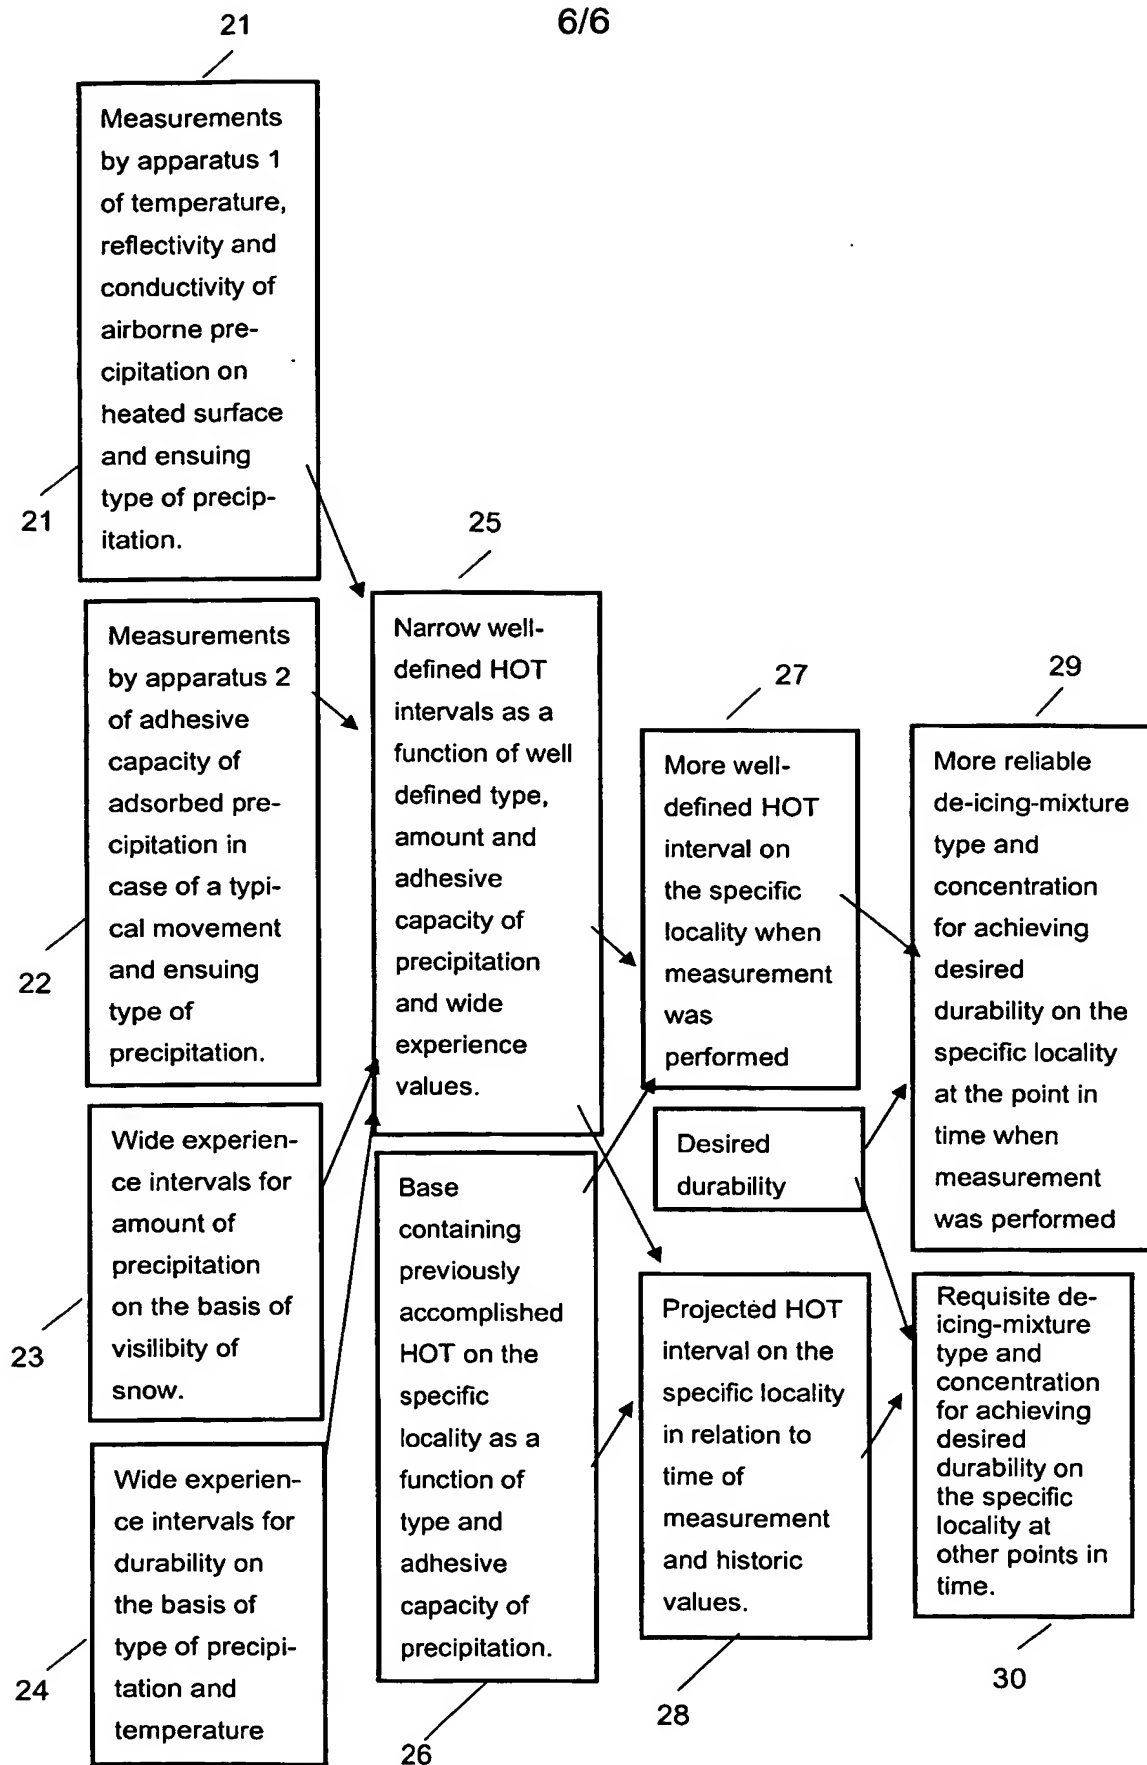 21
6/6
Measurements
by apparatus 1
of temperature,
reflectivity and
conductivity of
airborne pre-
cipitation on
heated surface
and ensuing
type of precip-
itation.
21
Measurements
by apparatus 2
of adhesive
capacity of
adsorbed pre-
cipitation in
case of a typi-
cal movement
and ensuing
type of
precipitation.
22
Wide experien-
ce intervals for
amount of
precipitation
on the basis of
visilibity of
snow.
23
Wide experien-
ce intervals for
durability on
the basis of
type of precipi-
tation and
temperature
24
25
Narrow well-
defined HOT
intervals as a
function of well
defined type,
amount and
adhesive
capacity of
precipitation
and wide
experience
values.
Base
containing
previously
accomplished
HOT on the
specific
locality as a
function of
type and
adhesive
capacity of
precipitation.
26
27
More well-
defined HOT
interval on
the specific
locality when
measurement
was
performed
Desired
durability
Projected HOT
interval on the
specific locality
in relation to
time of
measurement
and historic
values.
28
29
More reliable
de-icing-mixture
type and
concentration
for achieving
desired
durability on the
specific locality
at the point in
time when
measurement
was performed
Requisite de-
icing-mixture
type and
concentration
for achieving
desired
durability on
the specific
locality at
other points in
time.
30